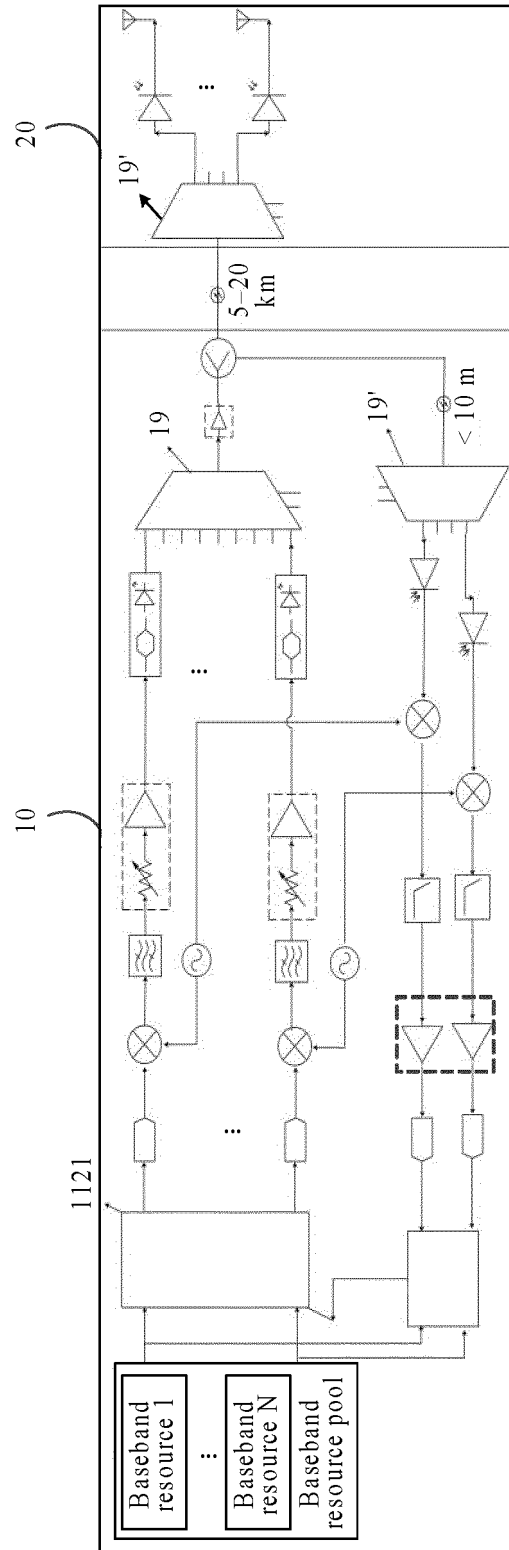 10
20
1121
Baseband
resource 1
...
Baseband
resource N
Baseband
resource pool
...
...
19
5–20
km
19'
...
19'
< 10 m